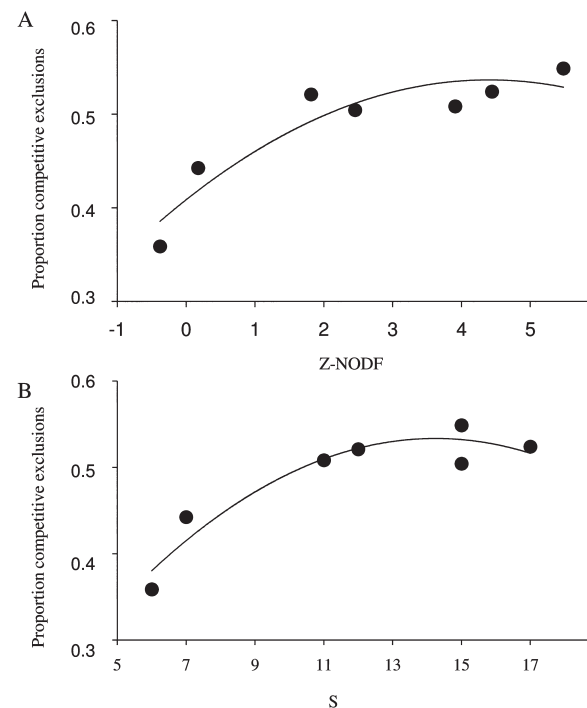 A
Proportion competitive exclusions
0.6
0.5
0.4
0.3
-1 0 1 2 3 4 5
Z-NODF
B
Proportion competitive exclusions
0.6
0.5
0.4
0.3
5 7 9 11 13 15 17
S